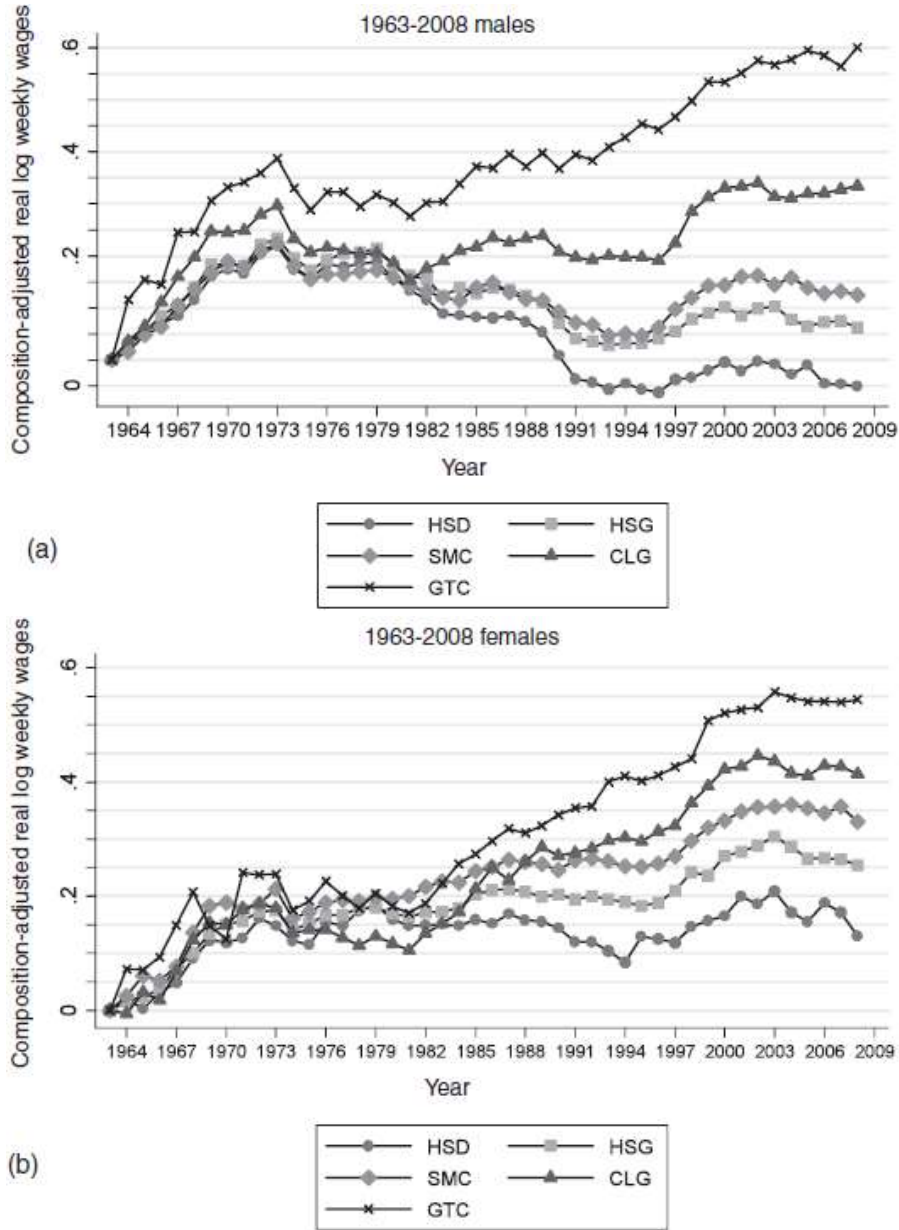 1963-2008 males
Composition-adjusted real log weekly wages
.6
.4
.2
0
1964 1967 1970 1973 1976 1979 1982 1985 1988 1991 1994 1997 2000 2003 2006 2009
Year
HSD HSG
SMC CLG
GTC
(a)
1963-2008 females
Composition-adjusted real log weekly wages
.6
.4
.2
0
1964 1967 1970 1973 1976 1979 1982 1985 1988 1991 1994 1997 2000 2003 2006 2009
Year
HSD HSG
SMC CLG
GTC
(b)